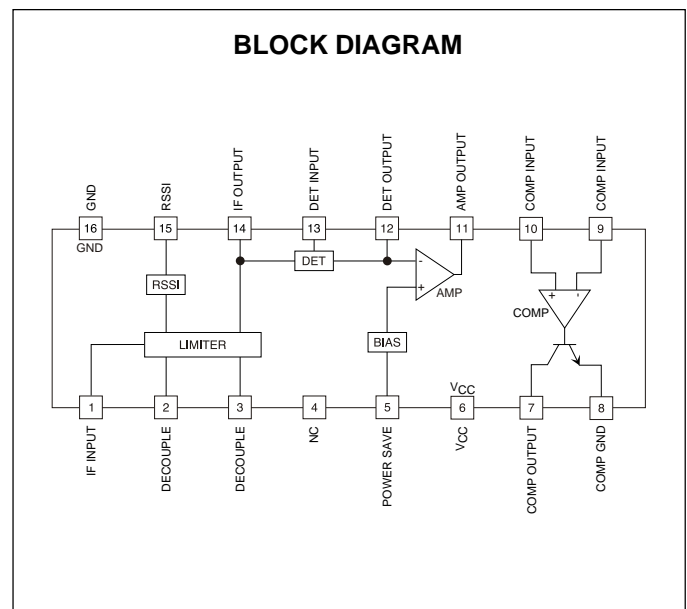 BLOCK DIAGRAM
GND
RSSI
IF OUTPUT
DET INPUT
DET OUTPUT
AMP OUTPUT
COMP INPUT
COMP INPUT
16
15
14
13
12
11
10
9
GND
RSSI
DET
-
+
AMP
+
-
COMP
LIMITER
BIAS
VCC
1
2
3
4
5
6
7
8
IF INPUT
DECOUPLE
DECOUPLE
NC
POWER SAVE
VCC
COMP OUTPUT
COMP GND